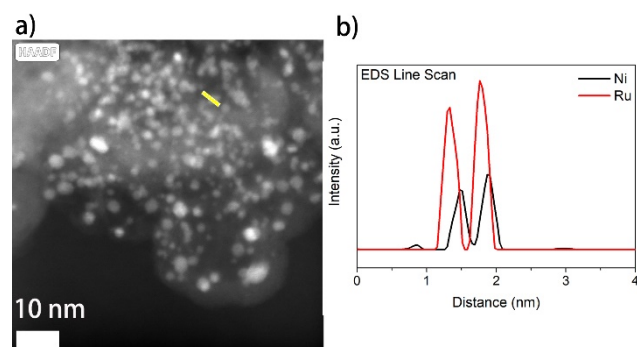 a)
HAADF
10 nm
b)
EDS Line Scan
Ni
Ru
Intensity (a.u.)
0 1 2 3 4
Distance (nm)